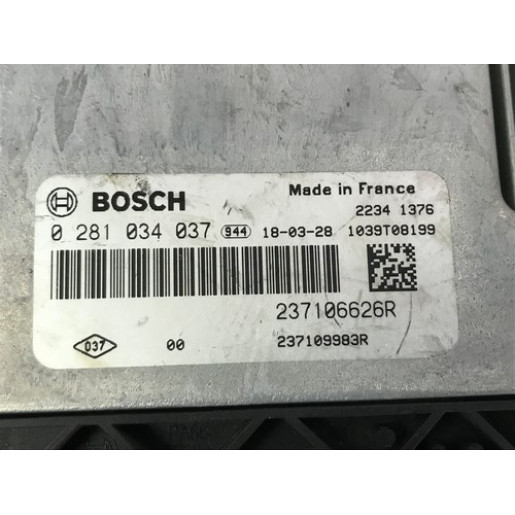 BOSCH Made in France
2234 1376
0 281 034 037 944 18-03-28 1039T08199
237106626R
037 00 237109983R